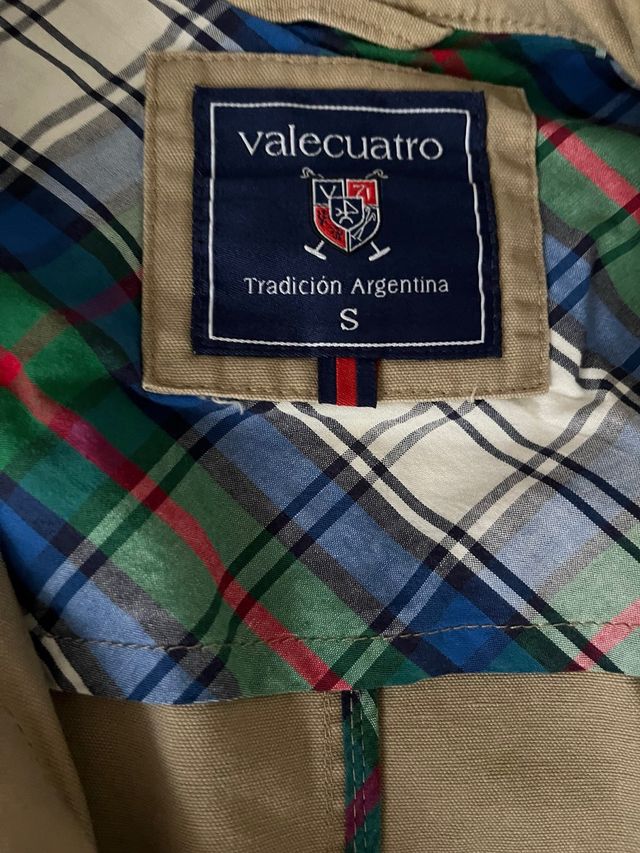 valecuatro
V 71
Tradición Argentina
S